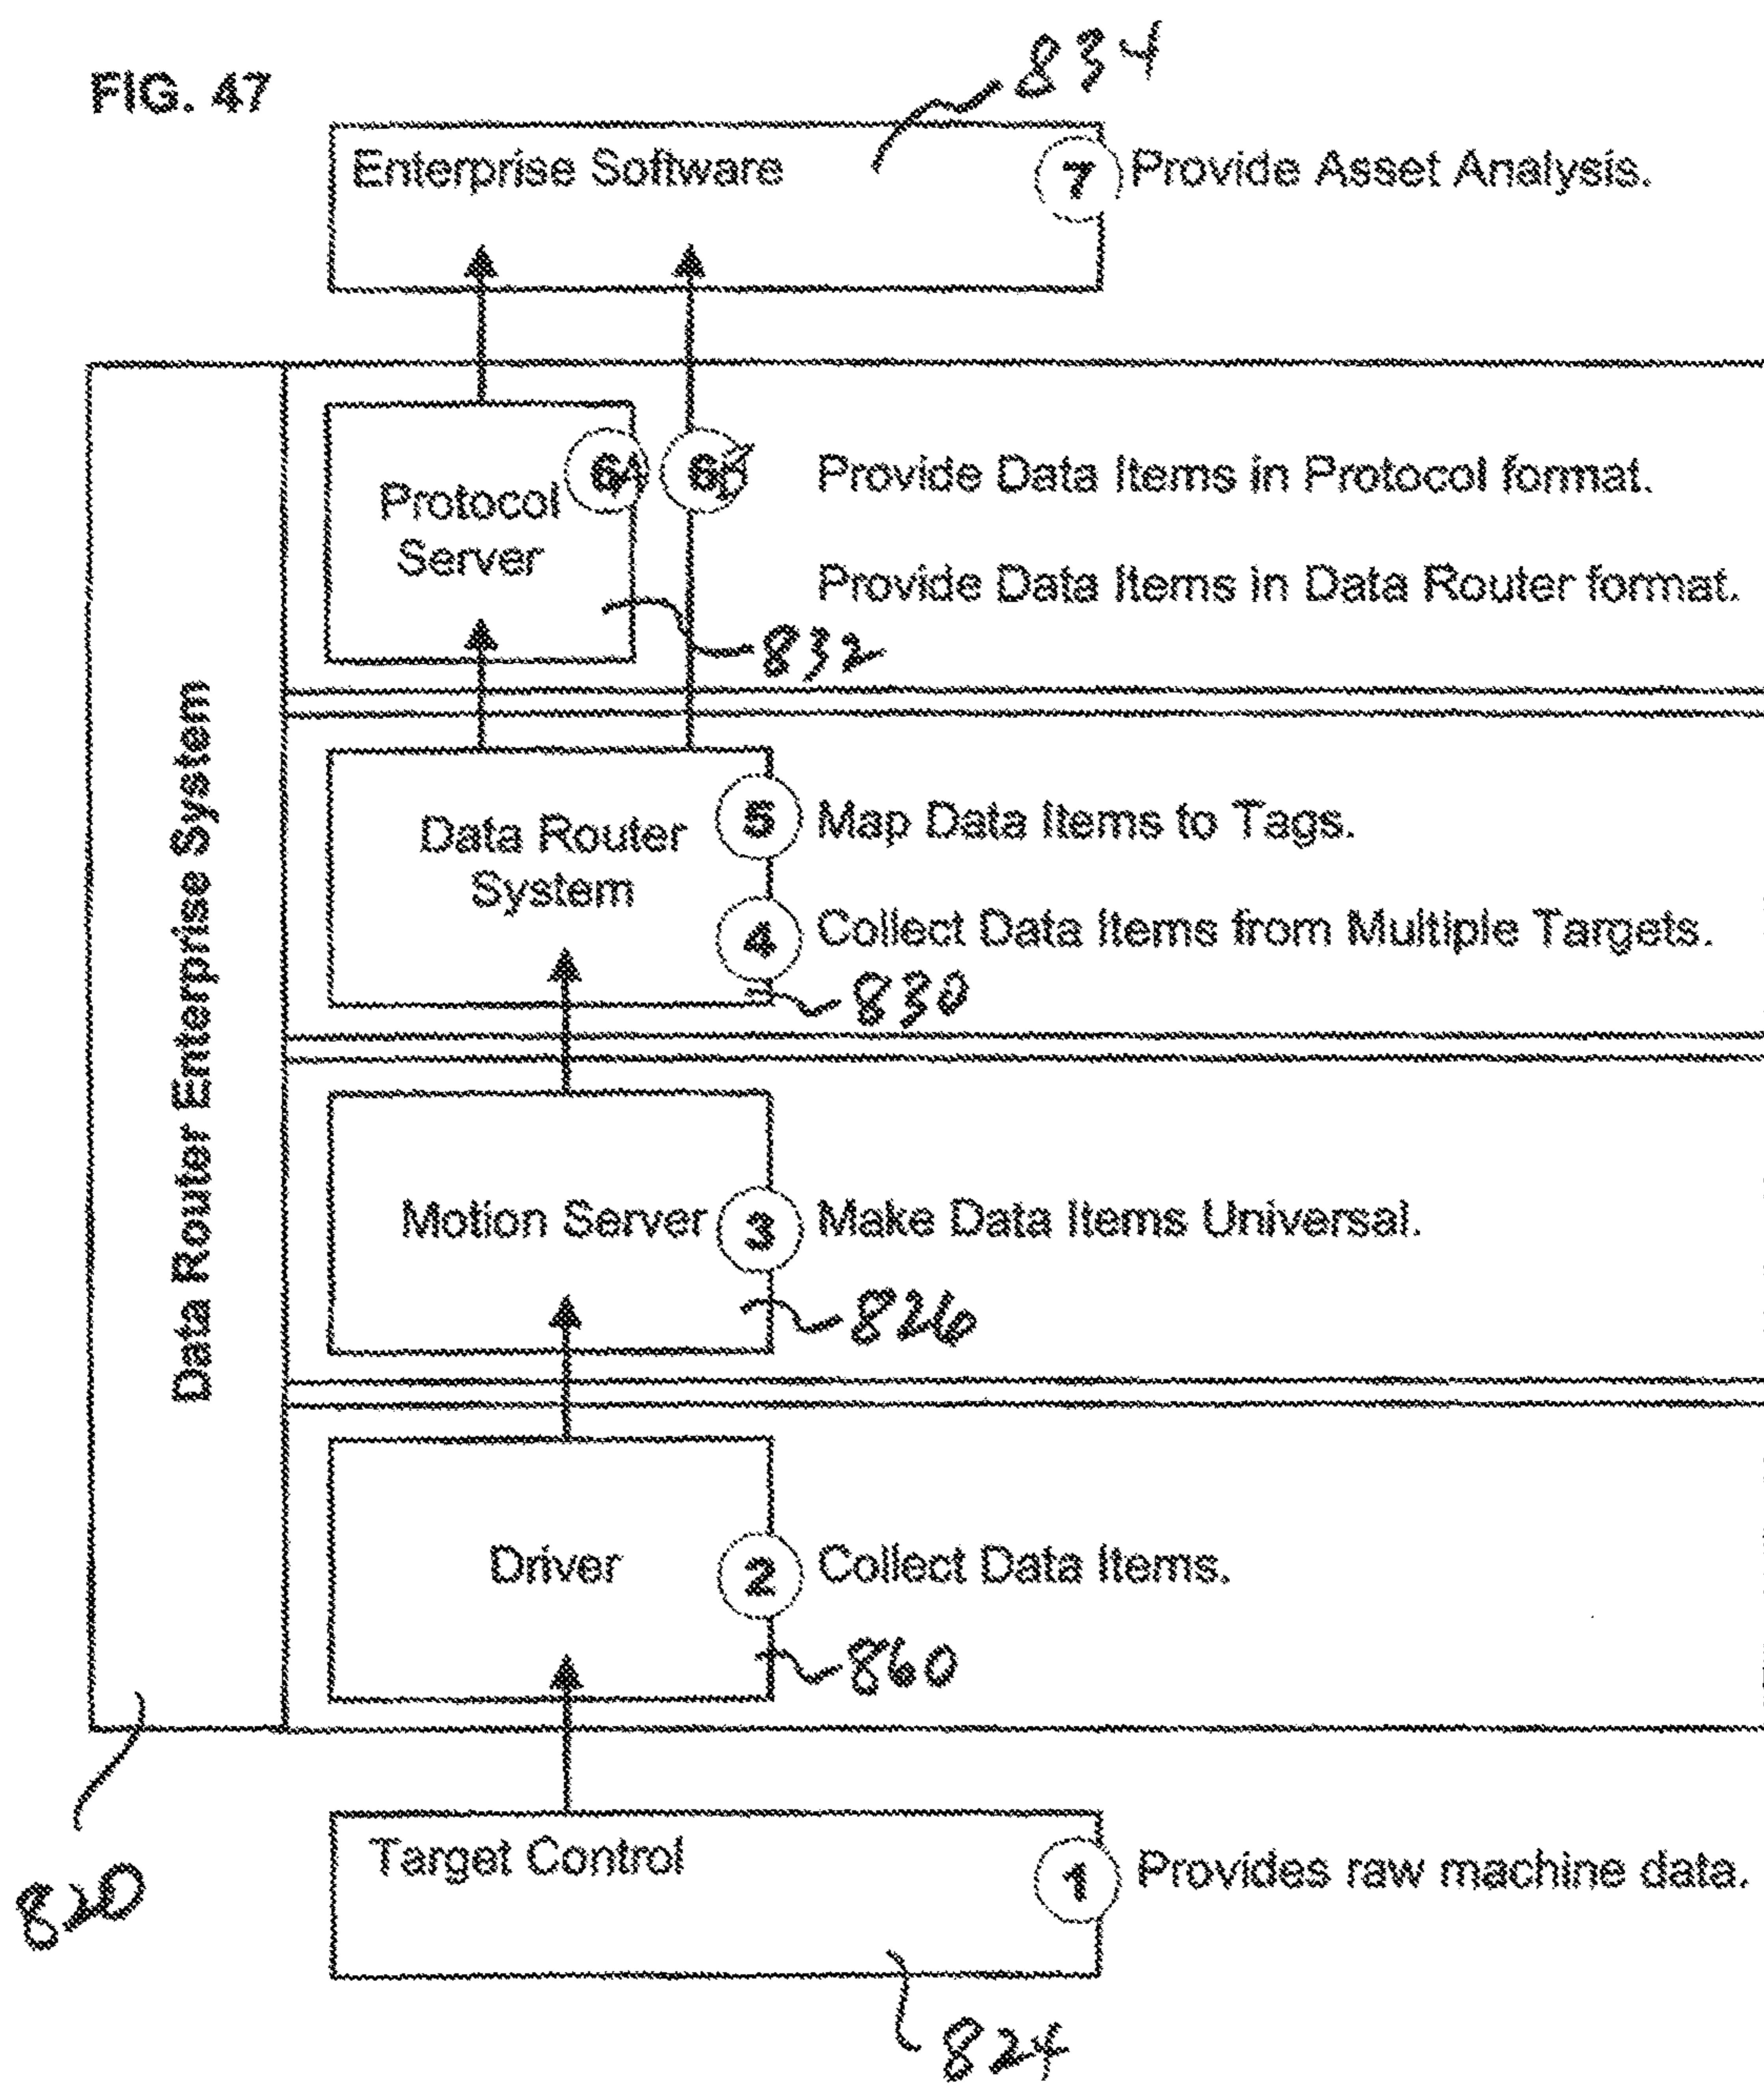 FIG. 47
834
Enterprise Software
7
Provide Asset Analysis.
Protocol
Server
6A
6B
Provide Data Items in Protocol format.
Provide Data Items in Data Router format.
832
Data Router Enterprise System
Data Router
System
5
Map Data Items to Tags.
4
Collect Data Items from Multiple Targets.
830
Motion Server
3
Make Data Items Universal.
826
Driver
2
Collect Data Items.
860
820
Target Control
1
Provides raw machine data.
824